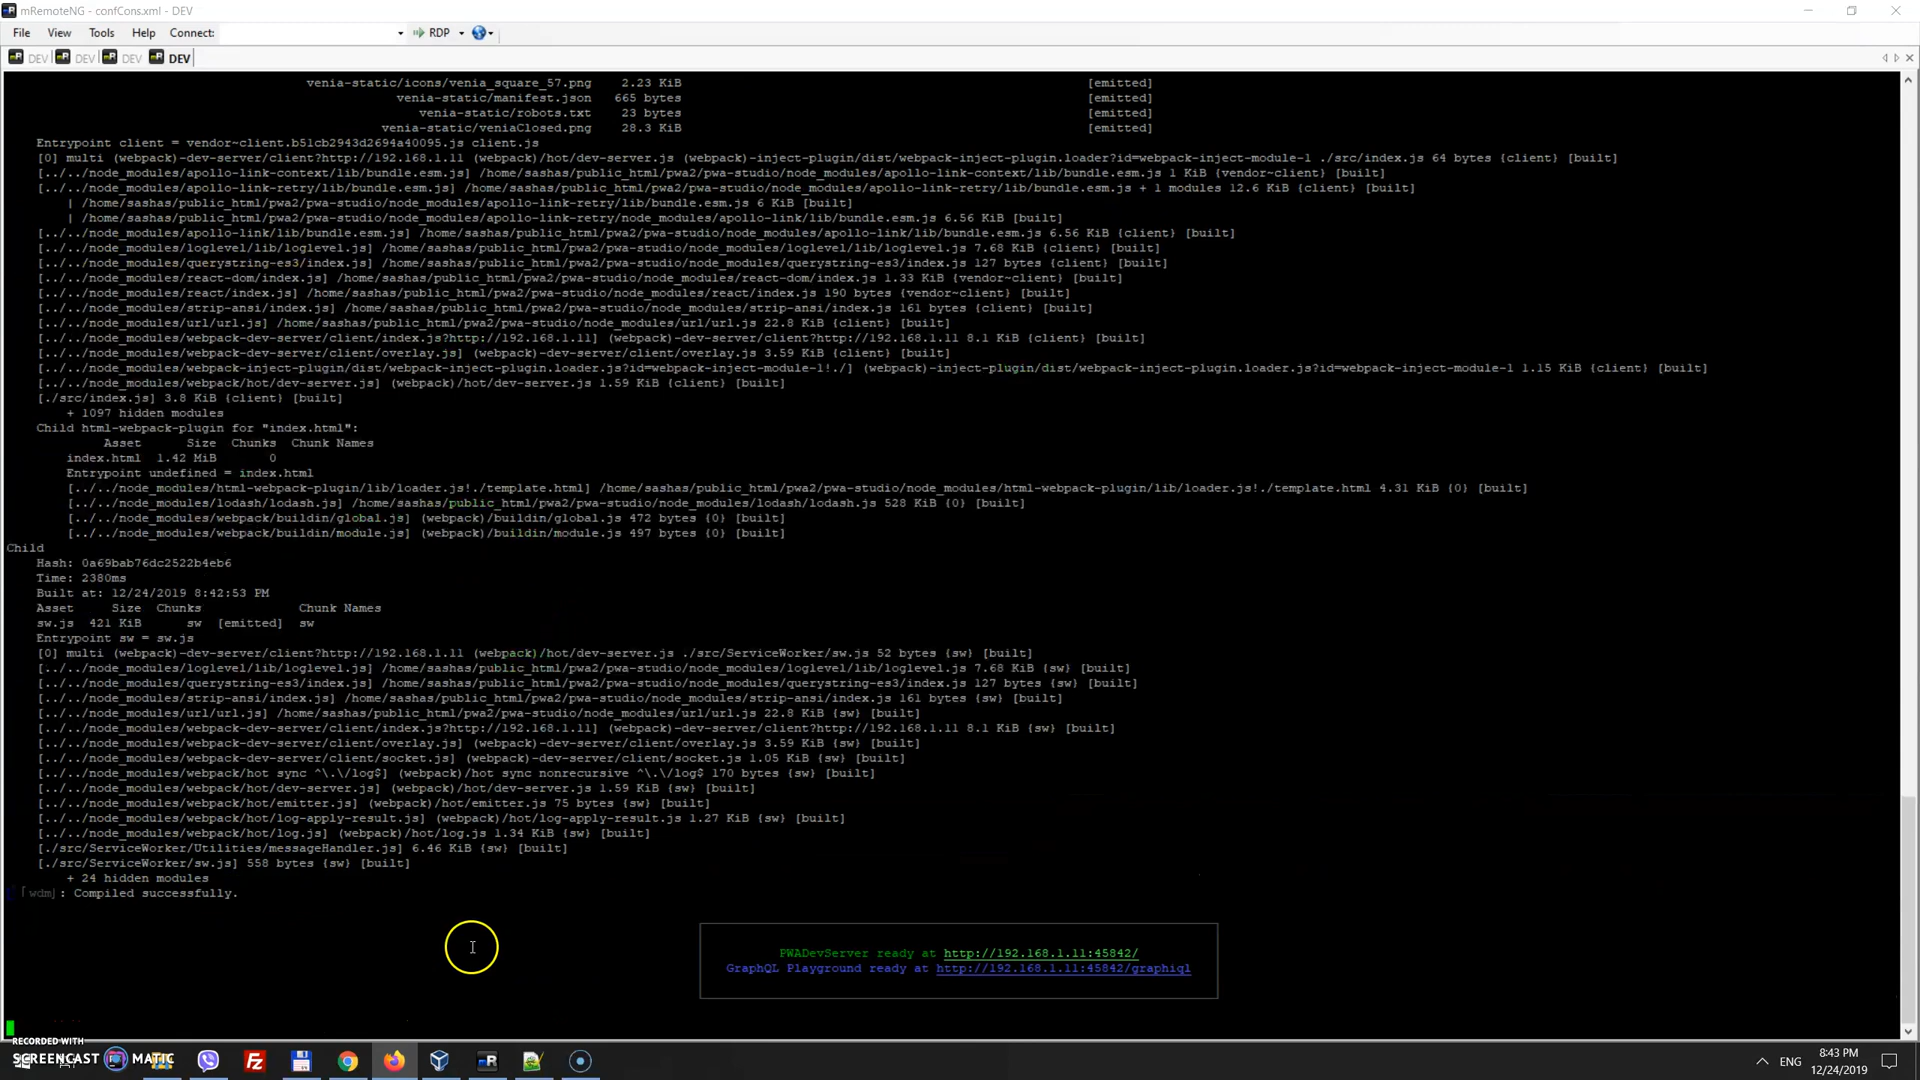 mRemoteNG - confCons.xml - DEV
File View Tools Help Connect: RDP
DEV DEV DEV DEV
venia-static/icons/venia_square_57.png 2.23 KiB [emitted]
venia-static/manifest.json 665 bytes [emitted]
venia-static/robots.txt 23 bytes [emitted]
venia-static/veniaClosed.png 28.3 KiB [emitted]
Entrypoint client = vendor~client.b51cb2943d2694a40095.js client.js
[0] multi (webpack)-dev-server/client?http://192.168.1.11 (webpack)/hot/dev-server.js (webpack)-inject-plugin/dist/webpack-inject-plugin.loader?id=webpack-inject-module-1 ./src/index.js 64 bytes {client} [built]
[../../node_modules/apollo-link-context/lib/bundle.esm.js] /home/sashas/public_html/pwa2/pwa-studio/node_modules/apollo-link-context/lib/bundle.esm.js 1 KiB {vendor~client} [built]
[../../node_modules/apollo-link-retry/lib/bundle.esm.js] /home/sashas/public_html/pwa2/pwa-studio/node_modules/apollo-link-retry/lib/bundle.esm.js + 1 modules 12.6 KiB {client} [built]
| /home/sashas/public_html/pwa2/pwa-studio/node_modules/apollo-link-retry/lib/bundle.esm.js 6 KiB [built]
| /home/sashas/public_html/pwa2/pwa-studio/node_modules/apollo-link-retry/node_modules/apollo-link/lib/bundle.esm.js 6.56 KiB [built]
[../../node_modules/apollo-link/lib/bundle.esm.js] /home/sashas/public_html/pwa2/pwa-studio/node_modules/apollo-link/lib/bundle.esm.js 6.56 KiB {client} [built]
[../../node_modules/loglevel/lib/loglevel.js] /home/sashas/public_html/pwa2/pwa-studio/node_modules/loglevel/lib/loglevel.js 7.68 KiB {client} [built]
[../../node_modules/querystring-es3/index.js] /home/sashas/public_html/pwa2/pwa-studio/node_modules/querystring-es3/index.js 127 bytes {client} [built]
[../../node_modules/react-dom/index.js] /home/sashas/public_html/pwa2/pwa-studio/node_modules/react-dom/index.js 1.33 KiB {vendor~client} [built]
[../../node_modules/react/index.js] /home/sashas/public_html/pwa2/pwa-studio/node_modules/react/index.js 190 bytes {vendor~client} [built]
[../../node_modules/strip-ansi/index.js] /home/sashas/public_html/pwa2/pwa-studio/node_modules/strip-ansi/index.js 161 bytes {client} [built]
[../../node_modules/url/url.js] /home/sashas/public_html/pwa2/pwa-studio/node_modules/url/url.js 22.8 KiB {client} [built]
[../../node_modules/webpack-dev-server/client/index.js?http://192.168.1.11] (webpack)-dev-server/client?http://192.168.1.11 8.1 KiB {client} [built]
[../../node_modules/webpack-dev-server/client/overlay.js] (webpack)-dev-server/client/overlay.js 3.59 KiB {client} [built]
[../../node_modules/webpack-inject-plugin/dist/webpack-inject-plugin.loader.js?id=webpack-inject-module-1!./] (webpack)-inject-plugin/dist/webpack-inject-plugin.loader.js?id=webpack-inject-module-1 1.15 KiB {client} [built]
[../../node_modules/webpack/hot/dev-server.js] (webpack)/hot/dev-server.js 1.59 KiB {client} [built]
[./src/index.js] 3.8 KiB {client} [built]
+ 1097 hidden modules
Child html-webpack-plugin for "index.html":
Asset Size Chunks Chunk Names
index.html 1.42 MiB 0
Entrypoint undefined = index.html
[../../node_modules/html-webpack-plugin/lib/loader.js!./template.html] /home/sashas/public_html/pwa2/pwa-studio/node_modules/html-webpack-plugin/lib/loader.js!./template.html 4.31 KiB {0} [built]
[../../node_modules/lodash/lodash.js] /home/sashas/public_html/pwa2/pwa-studio/node_modules/lodash/lodash.js 528 KiB {0} [built]
[../../node_modules/webpack/buildin/global.js] (webpack)/buildin/global.js 472 bytes {0} [built]
[../../node_modules/webpack/buildin/module.js] (webpack)/buildin/module.js 497 bytes {0} [built]
Child
Hash: 0a69bab76dc2522b4eb6
Time: 2380ms
Built at: 12/24/2019 8:42:53 PM
Asset Size Chunks Chunk Names
sw.js 421 KiB sw [emitted] sw
Entrypoint sw = sw.js
[0] multi (webpack)-dev-server/client?http://192.168.1.11 (webpack)/hot/dev-server.js ./src/ServiceWorker/sw.js 52 bytes {sw} [built]
[../../node_modules/loglevel/lib/loglevel.js] /home/sashas/public_html/pwa2/pwa-studio/node_modules/loglevel/lib/loglevel.js 7.68 KiB {sw} [built]
[../../node_modules/querystring-es3/index.js] /home/sashas/public_html/pwa2/pwa-studio/node_modules/querystring-es3/index.js 127 bytes {sw} [built]
[../../node_modules/strip-ansi/index.js] /home/sashas/public_html/pwa2/pwa-studio/node_modules/strip-ansi/index.js 161 bytes {sw} [built]
[../../node_modules/url/url.js] /home/sashas/public_html/pwa2/pwa-studio/node_modules/url/url.js 22.8 KiB {sw} [built]
[../../node_modules/webpack-dev-server/client/index.js?http://192.168.1.11] (webpack)-dev-server/client?http://192.168.1.11 8.1 KiB {sw} [built]
[../../node_modules/webpack-dev-server/client/overlay.js] (webpack)-dev-server/client/overlay.js 3.59 KiB {sw} [built]
[../../node_modules/webpack-dev-server/client/socket.js] (webpack)-dev-server/client/socket.js 1.05 KiB {sw} [built]
[../../node_modules/webpack/hot sync ^\.\/log$] (webpack)/hot sync nonrecursive ^\.\/log$ 170 bytes {sw} [built]
[../../node_modules/webpack/hot/dev-server.js] (webpack)/hot/dev-server.js 1.59 KiB {sw} [built]
[../../node_modules/webpack/hot/emitter.js] (webpack)/hot/emitter.js 75 bytes {sw} [built]
[../../node_modules/webpack/hot/log-apply-result.js] (webpack)/hot/log-apply-result.js 1.27 KiB {sw} [built]
[../../node_modules/webpack/hot/log.js] (webpack)/hot/log.js 1.34 KiB {sw} [built]
[./src/ServiceWorker/Utilities/messageHandler.js] 6.46 KiB {sw} [built]
[./src/ServiceWorker/sw.js] 558 bytes {sw} [built]
+ 24 hidden modules
｢wdm｣: Compiled successfully.
PWADevServer ready at http://192.168.1.11:45842/
GraphQL Playground ready at http://192.168.1.11:45842/graphiql
RECORDED WITH
SCREENCAST MATIC
ENG
8:43 PM
12/24/2019